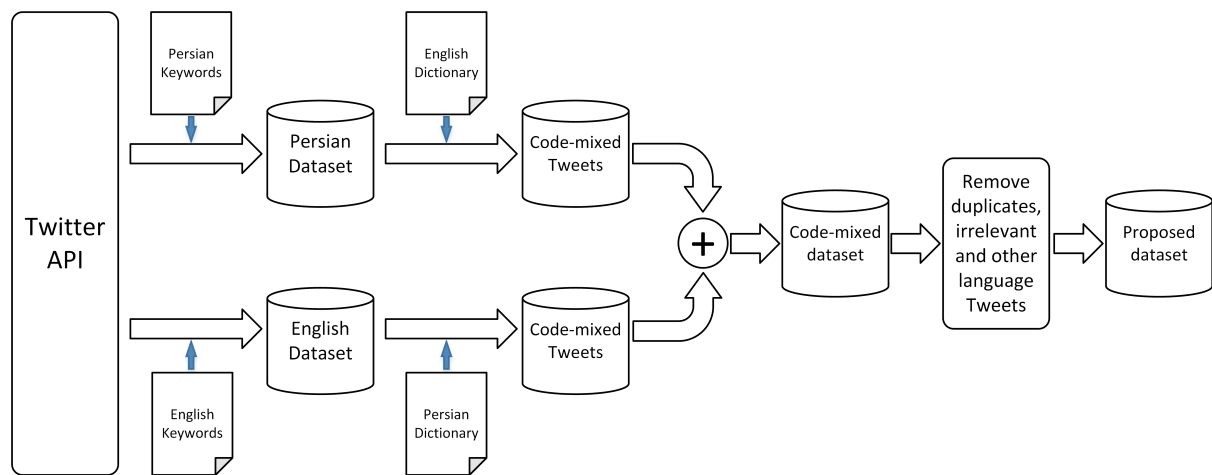 Twitter
API
Persian
Keywords
Persian
Dataset
English
Dictionary
Code-mixed
Tweets
English
Keywords
English
Dataset
Persian
Dictionary
Code-mixed
Tweets
+
Code-mixed
dataset
Remove
duplicates,
irrelevant
and other
language
Tweets
Proposed
dataset